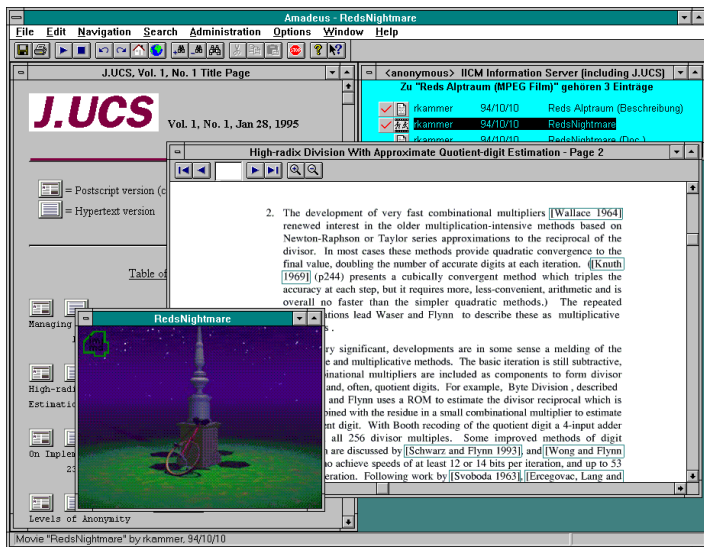 Amadeus - RedsNightmare
File Edit Navigation Search Administration Options Window Help
J.UCS, Vol. 1, No. 1 Title Page
J.UCS
Vol. 1, No. 1, Jan 28, 1995
= Postscript version (c
= Hypertext version
Table of
Managing
High-radi
Estimatio
On Implem
23
Levels of Anonymity
<anonymous> IICM Information Server (including J.UCS)
Zu "Reds Alptraum (MPEG Film)" gehören 3 Einträge
rkammer 94/10/10 Reds Alptraum (Beschreibung)
rkammer 94/10/10 RedsNightmare
rkammer 94/10/10 RedsNightmare (Doc.)
High-radix Division With Approximate Quotient-digit Estimation - Page 2
2. The development of very fast combinational multipliers [Wallace 1964]
renewed interest in the older multiplication-intensive methods based on
Newton-Raphson or Taylor series approximations to the reciprocal of the
divisor. In most cases these methods provide quadratic convergence to the
final value, doubling the number of accurate digits at each iteration. ([Knuth
1969] (p244) presents a cubically convergent method which triples the
accuracy at each step, but it requires more, less-convenient, arithmetic and is
overall no faster than the simpler quadratic methods.) The repeated
tions lead Waser and Flynn to describe these as multiplicative
s .
ry significant, developments are in some sense a melding of the
e and multiplicative methods. The basic iteration is still subtractive,
binational multipliers are included as components to form divisor
and, often, quotient digits. For example, Byte Division , described
and Flynn uses a ROM to estimate the divisor reciprocal which is
bined with the residue in a small combinational multiplier to estimate
ent digit. With Booth recoding of the quotient digit a 4-input adder
all 256 divisor multiples. Some improved methods of digit
n are discussed by [Schwarz and Flynn 1993], and [Wong and Flynn
ho achieve speeds of at least 12 or 14 bits per iteration, and up to 53
eration. Following work by [Svoboda 1963], [Ercegovac, Lang and
RedsNightmare
Movie "RedsNightmare" by rkammer, 94/10/10